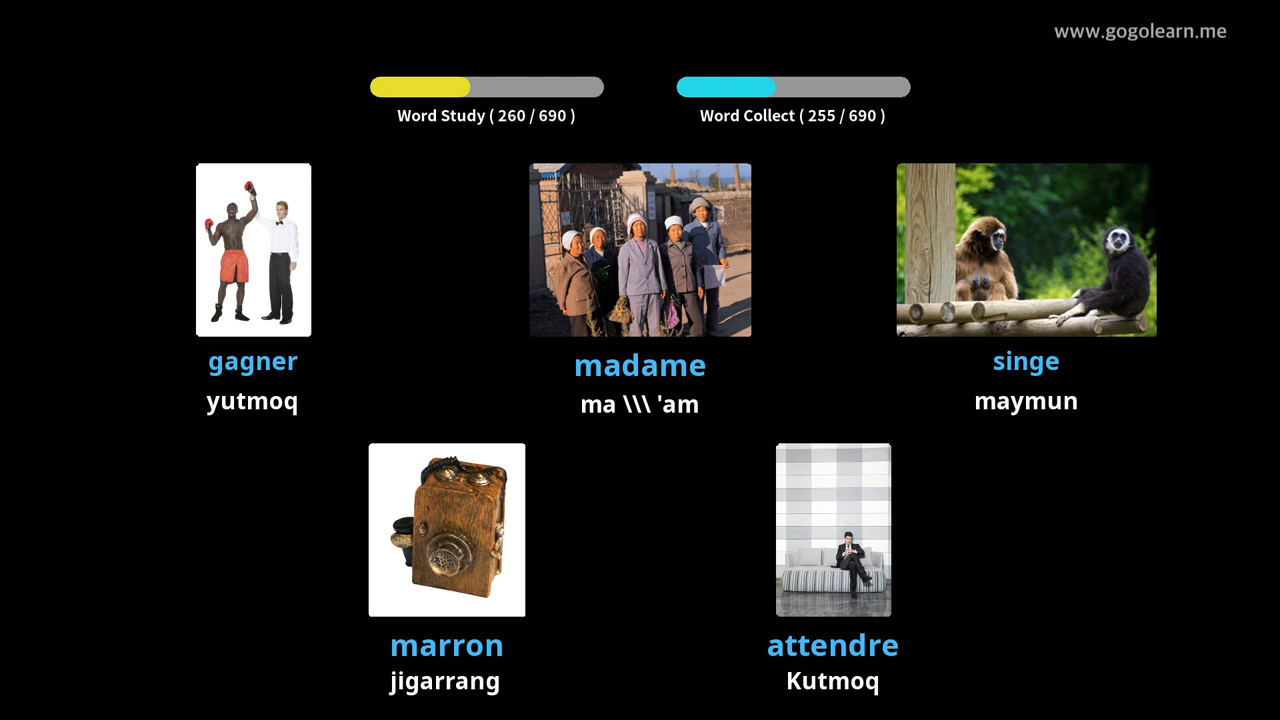 www.gogolearn.me
Word Study ( 260 / 690 )
Word Collect ( 255 / 690 )
gagner
yutmoq
madame
ma \\\ 'am
singe
maymun
marron
jigarrang
attendre
Kutmoq